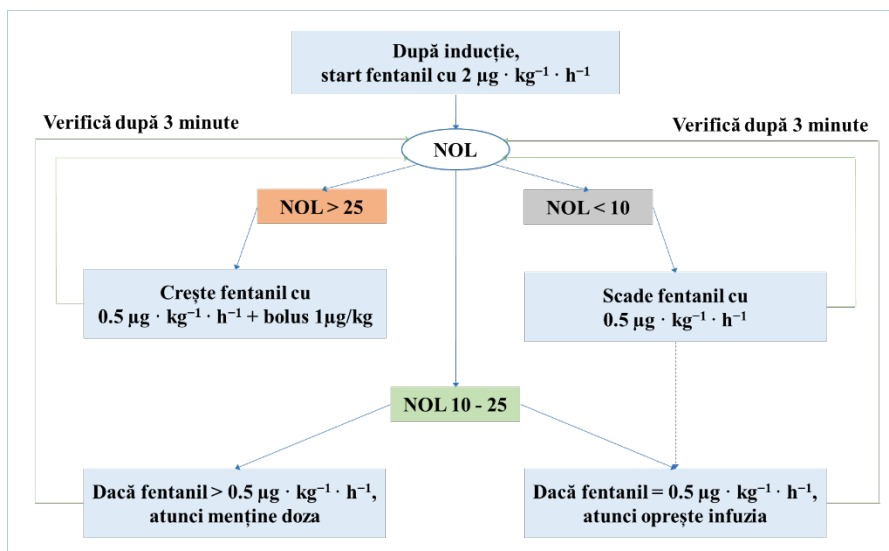 După inducție,
start fentanil cu 2 µg · kg⁻¹ · h⁻¹
Verifică după 3 minute
Verifică după 3 minute
NOL
NOL > 25
NOL < 10
Crește fentanil cu
0.5 µg · kg⁻¹ · h⁻¹ + bolus 1µg/kg
Scade fentanil cu
0.5 µg · kg⁻¹ · h⁻¹
NOL 10 - 25
Dacă fentanil > 0.5 µg · kg⁻¹ · h⁻¹,
atunci menține doza
Dacă fentanil = 0.5 µg · kg⁻¹ · h⁻¹,
atunci oprește infuzia